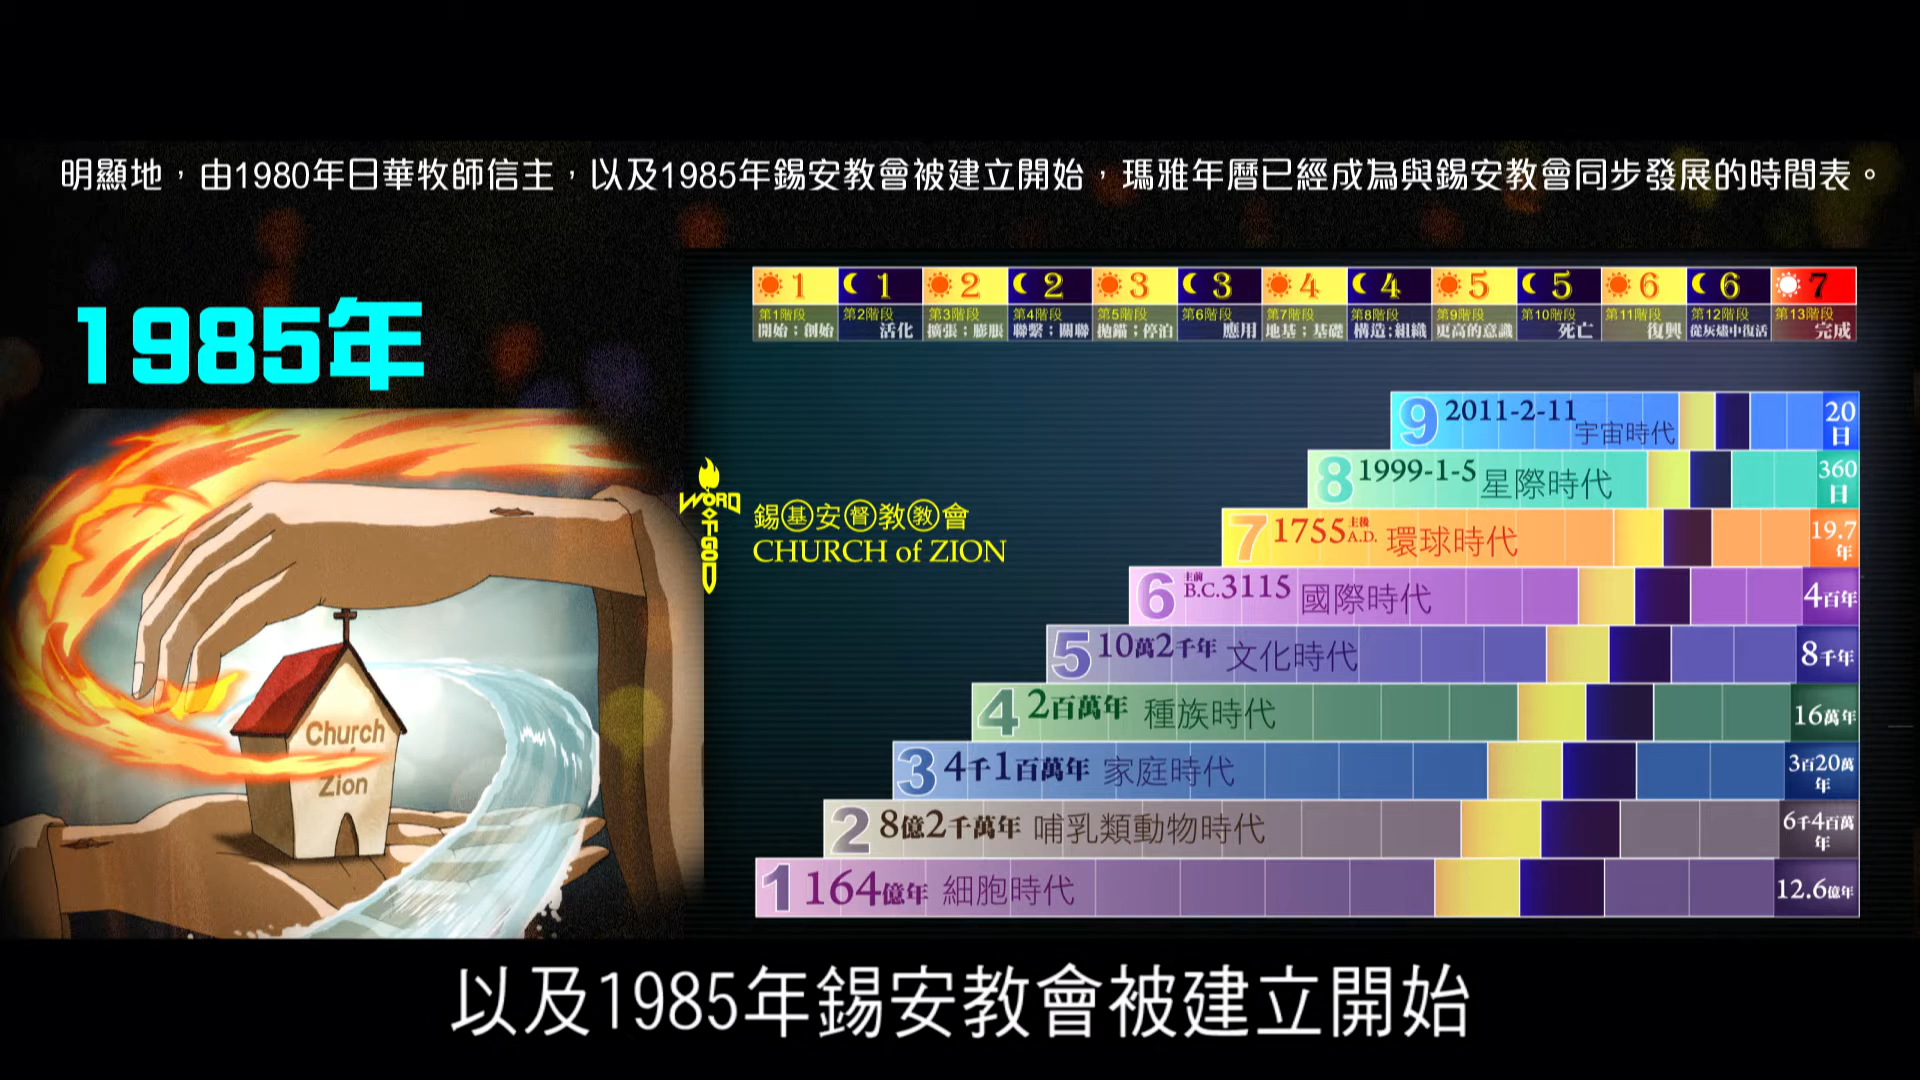 明顯地，由1980年日華牧師信主，以及1985年錫安教會被建立開始，瑪雅年曆已經成為與錫安教會同步發展的時間表。
1985年
1 1 2 2 3 3 4 4 5 5 6 6 7
第1階段 第2階段 第3階段 第4階段 第5階段 第6階段 第7階段 第8階段 第9階段 第10階段 第11階段 第12階段 第13階段
開始；創始 活化 擴張；膨脹 聯繫；關聯 拋錨；停泊 應用 地基；基礎 構造；組織 更高的意識 死亡 復興 從灰燼中復活 完成
9 2011-2-11 宇宙時代 20日
8 1999-1-5 星際時代 360日
7 1755主後A.D. 環球時代 19.7年
6 主前B.C.3115 國際時代 4百年
5 10萬2千年 文化時代 8千年
4 2百萬年 種族時代 16萬年
3 4千1百萬年 家庭時代 3百20萬年
2 8億2千萬年 哺乳類動物時代 6千4百萬年
1 164億年 細胞時代 12.6億年
WORD OF GOD
錫基安督教教會
CHURCH of ZION
Church
of
Zion
以及1985年錫安教會被建立開始